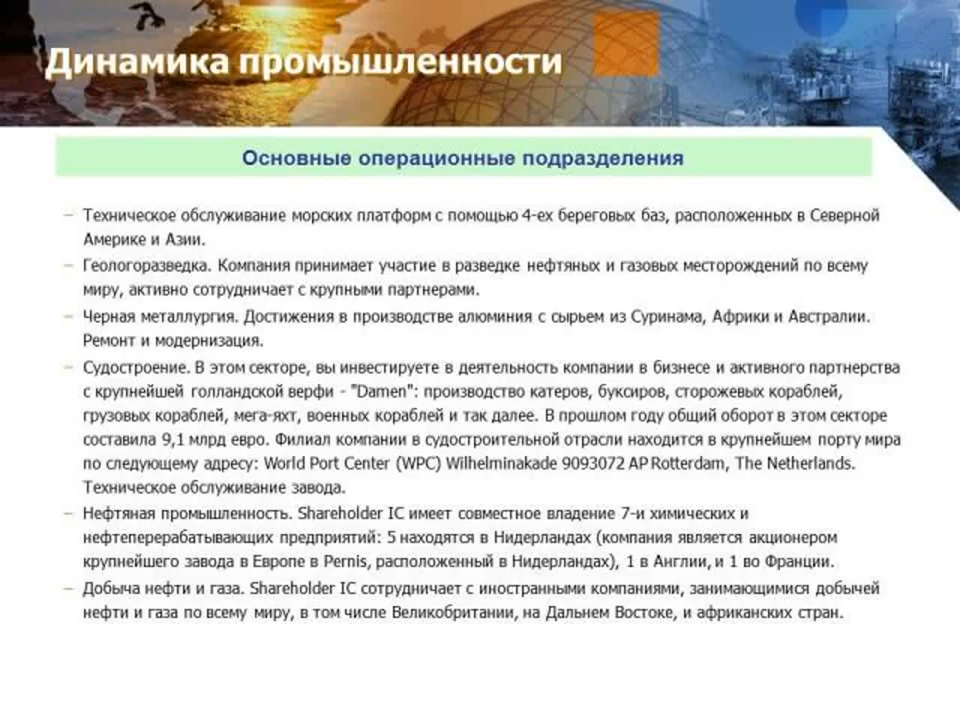 Динамика промышленности
Основные операционные подразделения
– Техническое обслуживание морских платформ с помощью 4-ех береговых баз, расположенных в Северной
Америке и Азии.
– Геологоразведка. Компания принимает участие в разведке нефтяных и газовых месторождений по всему
миру, активно сотрудничает с крупными партнерами.
– Черная металлургия. Достижения в производстве алюминия с сырьем из Суринама, Африки и Австралии.
Ремонт и модернизация.
– Судостроение. В этом секторе, вы инвестируете в деятельность компании в бизнесе и активного партнерства
с крупнейшей голландской верфи - "Damen": производство катеров, буксиров, сторожевых кораблей,
грузовых кораблей, мега-яхт, военных кораблей и так далее. В прошлом году общий оборот в этом секторе
составила 9,1 млрд евро. Филиал компании в судостроительной отрасли находится в крупнейшем порту мира
по следующему адресу: World Port Center (WPC) Wilhelminakade 9093072 AP Rotterdam, The Netherlands.
Техническое обслуживание завода.
– Нефтяная промышленность. Shareholder IC имеет совместное владение 7-и химических и
нефтеперерабатывающих предприятий: 5 находятся в Нидерландах (компания является акционером
крупнейшего завода в Европе в Pernis, расположенный в Нидерландах), 1 в Англии, и 1 во Франции.
– Добыча нефти и газа. Shareholder IC сотрудничает с иностранными компаниями, занимающимися добычей
нефти и газа по всему миру, в том числе Великобритании, на Дальнем Востоке, и африканских стран.